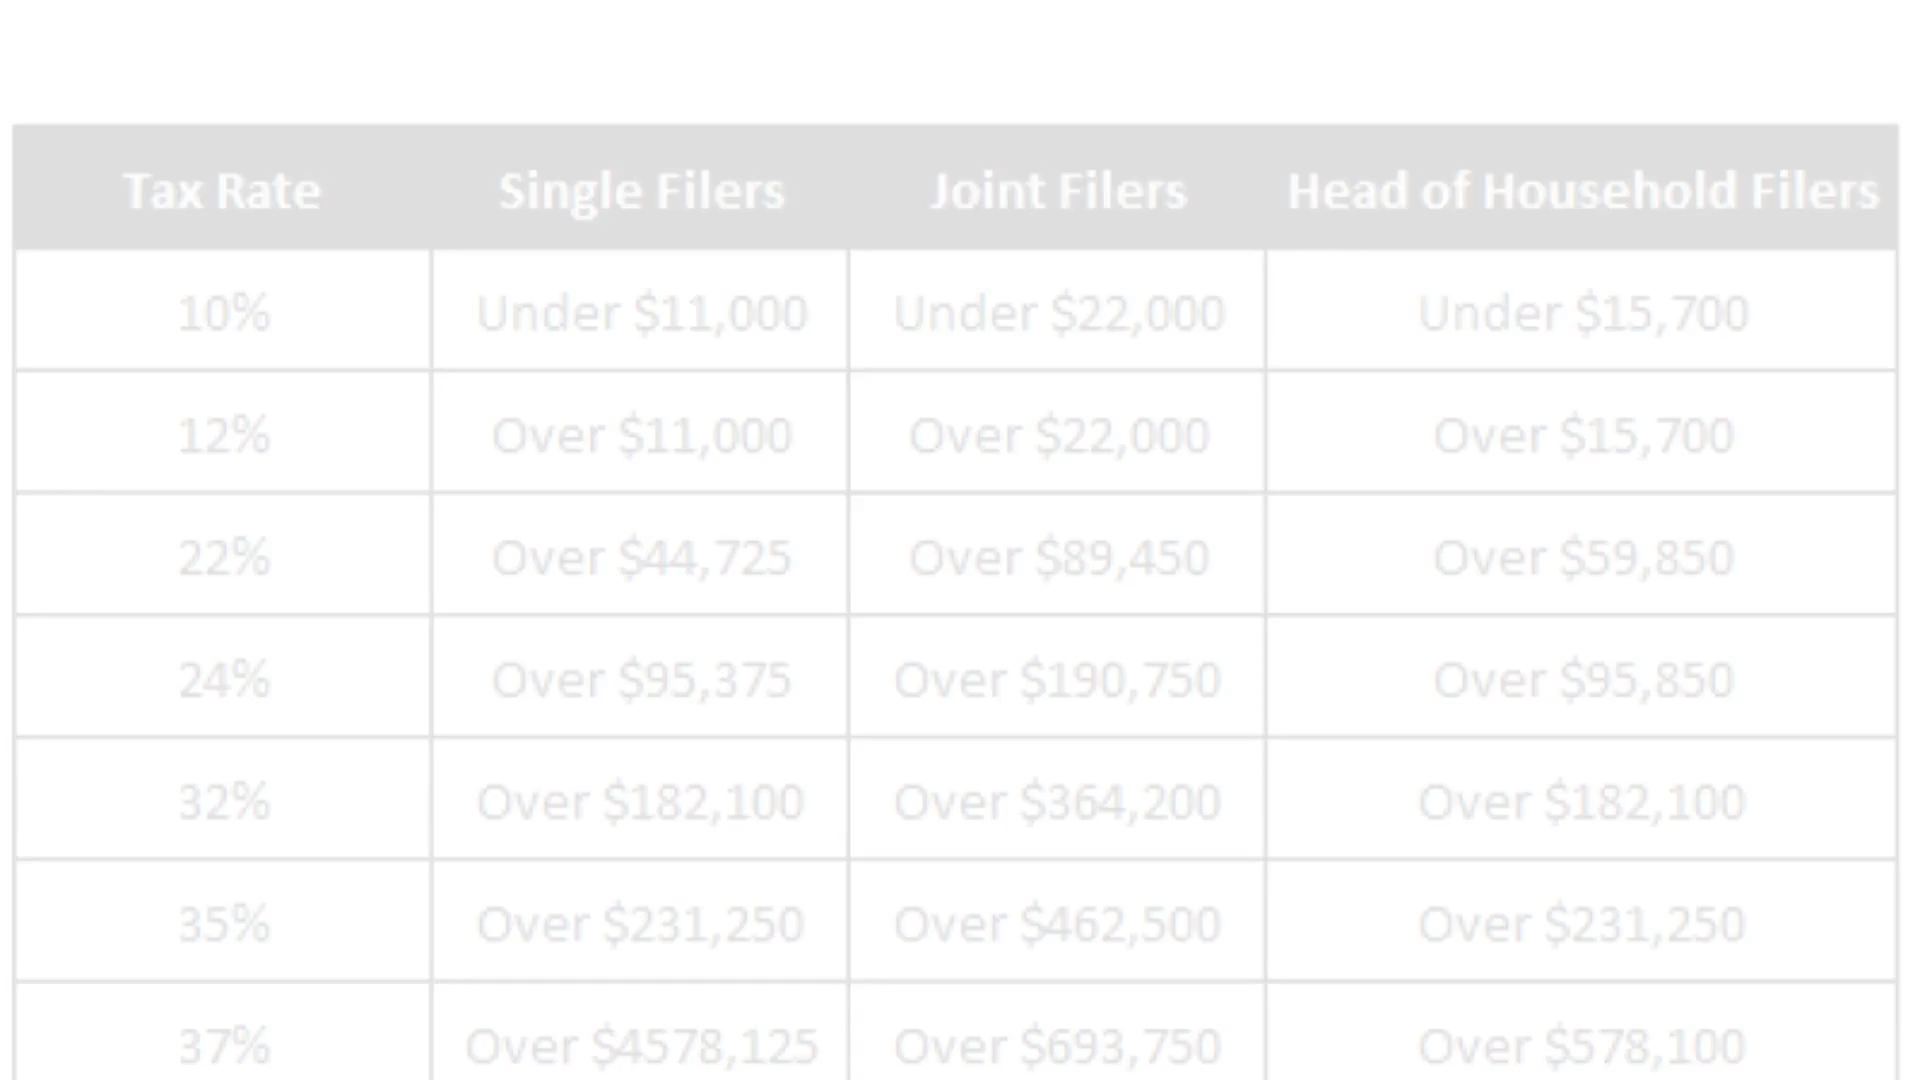 Tax Rate Single Filers Joint Filers Head of Household Filers
10% Under $11,000 Under $22,000 Under $15,700
12% Over $11,000 Over $22,000 Over $15,700
22% Over $44,725 Over $89,450 Over $59,850
24% Over $95,375 Over $190,750 Over $95,850
32% Over $182,100 Over $364,200 Over $182,100
35% Over $231,250 Over $462,500 Over $231,250
37% Over $4578,125 Over $693,750 Over $578,100